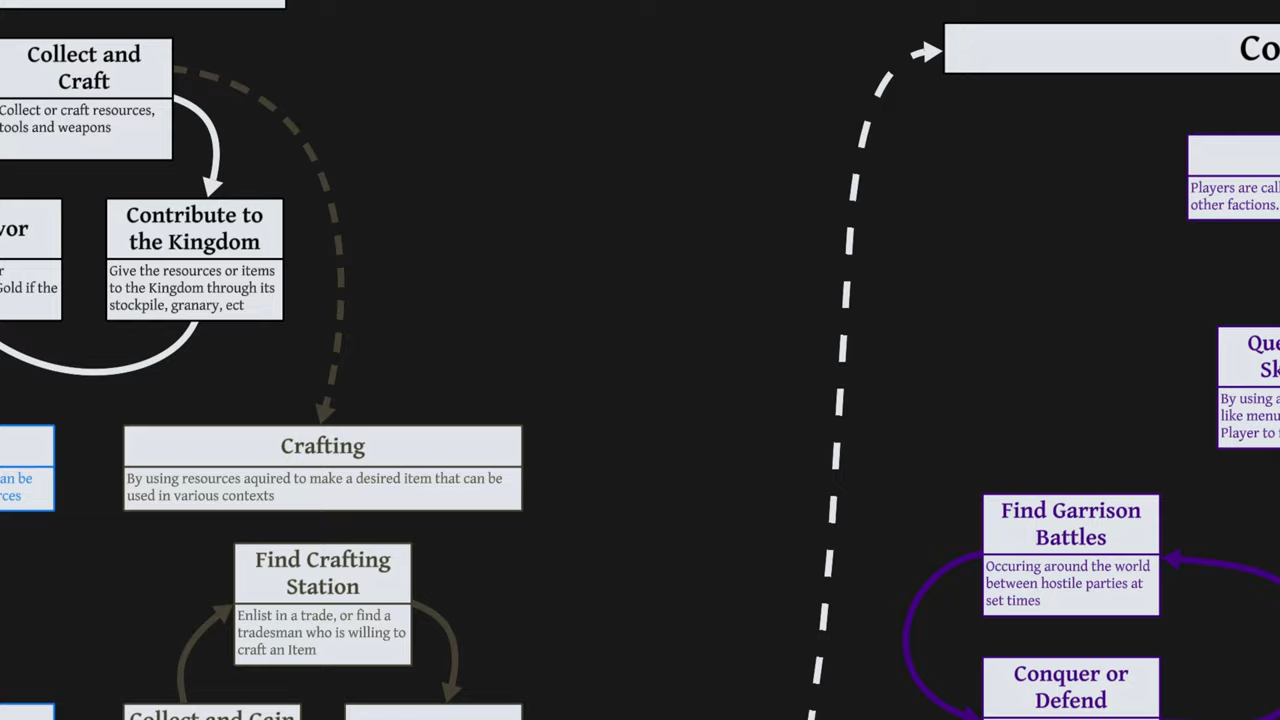 Collect and
Craft
Collect or craft resources,
tools and weapons
Contribute to
the Kingdom
Give the resources or items
to the Kingdom through its
stockpile, granary, ect
Gold if the
Crafting
By using resources aquired to make a desired item that can be
used in various contexts
an be
Find Crafting
Station
Enlist in a trade, or find a
tradesman who is willing to
craft an Item
Collect and Gain
Co
Players are cal
other factions.
Que
Sk
By using a
like menu
Player to
Find Garrison
Battles
Occuring around the world
between hostile parties at
set times
Conquer or
Defend